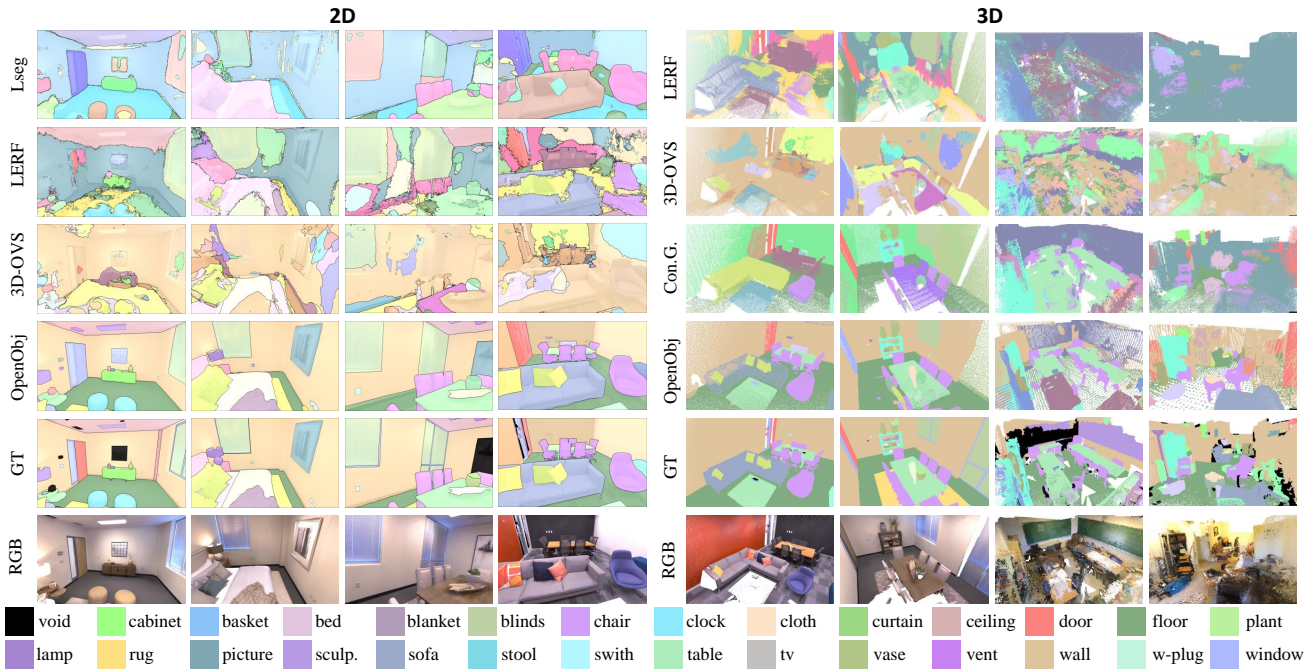 2D
3D
Lseg
LERF
3D-OVS
OpenObj
GT
RGB
LERF
3D-OVS
Con.G.
OpenObj
GT
RGB
void cabinet basket bed blanket blinds chair clock cloth curtain ceiling door floor plant
lamp rug picture sculp. sofa stool swith table tv vase vent wall w-plug window